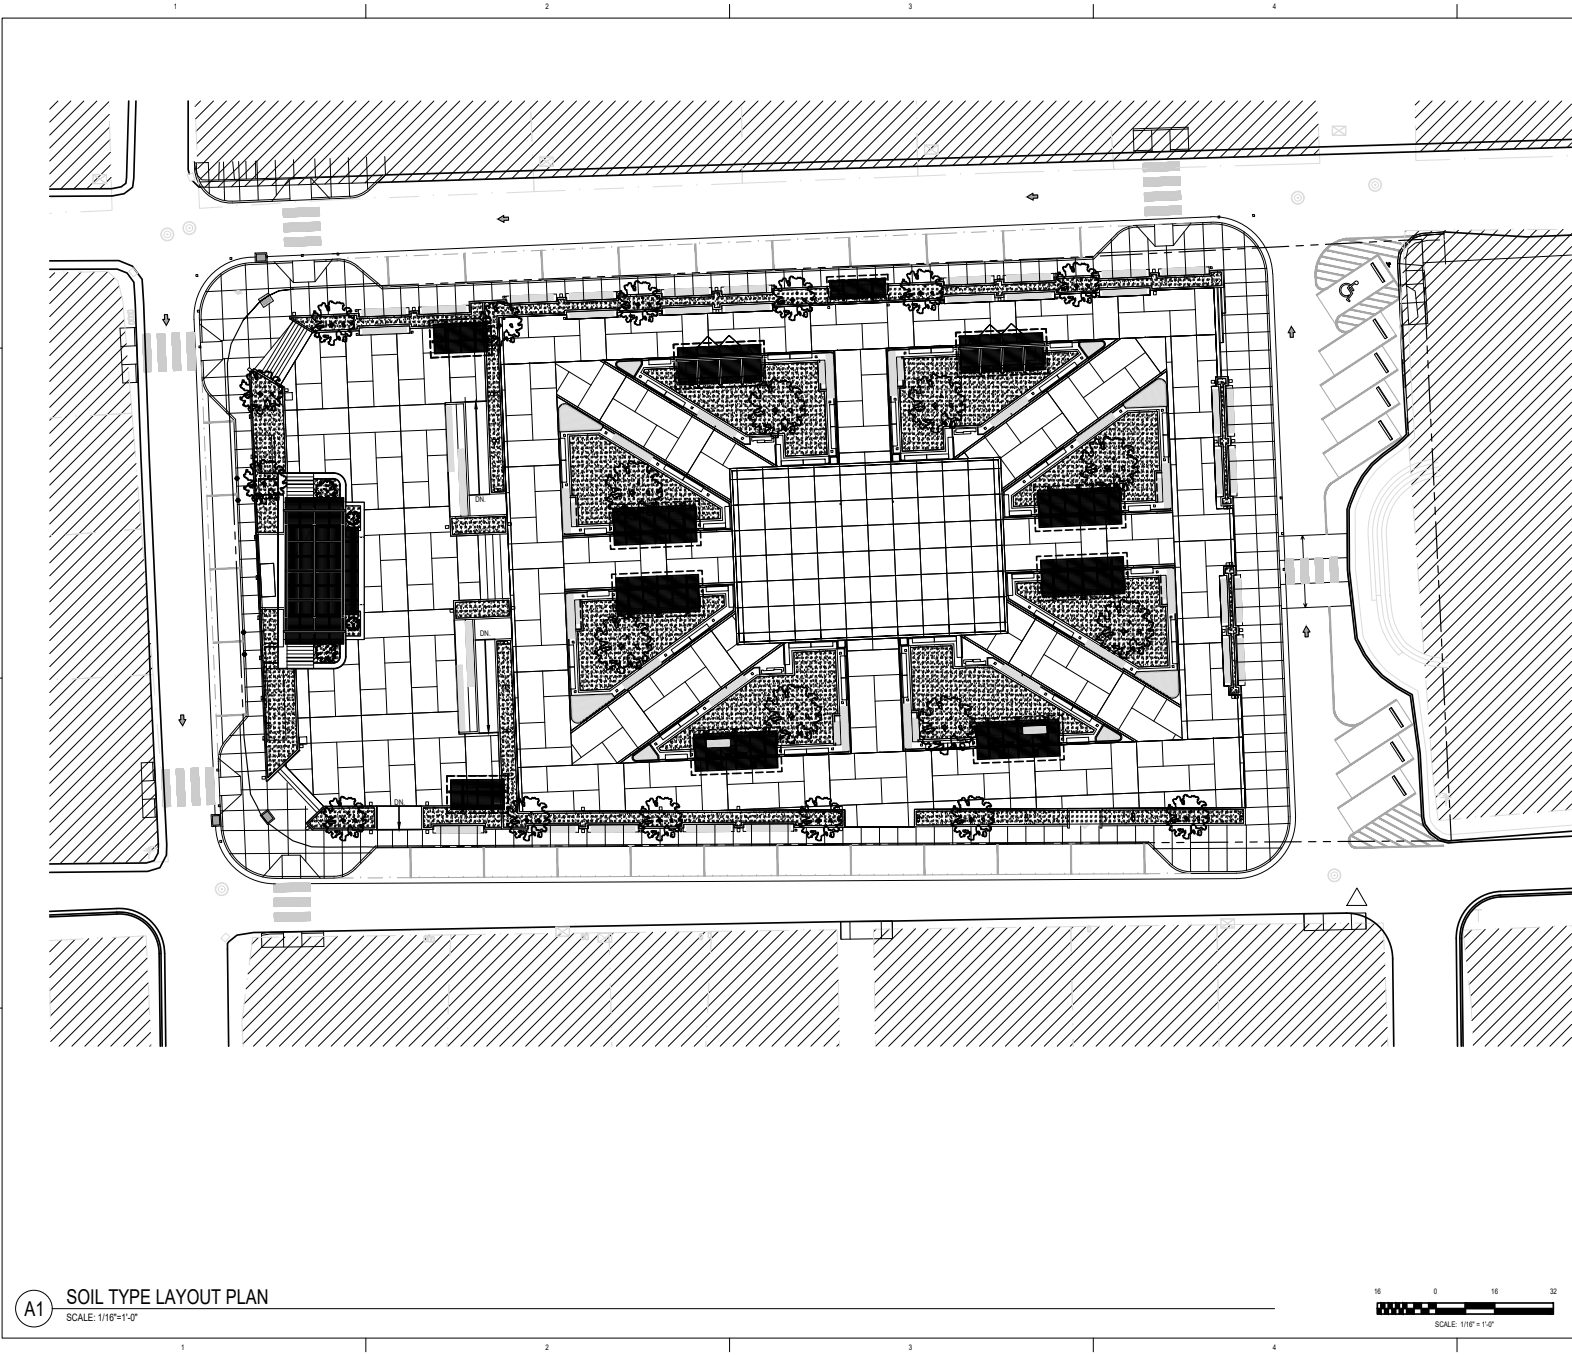 1 2 3 4
DN.
DN.
DN.
A1
SOIL TYPE LAYOUT PLAN
SCALE: 1/16"=1'-0"
16 0 16 32
SCALE: 1/16" = 1'-0"
1 2 3 4